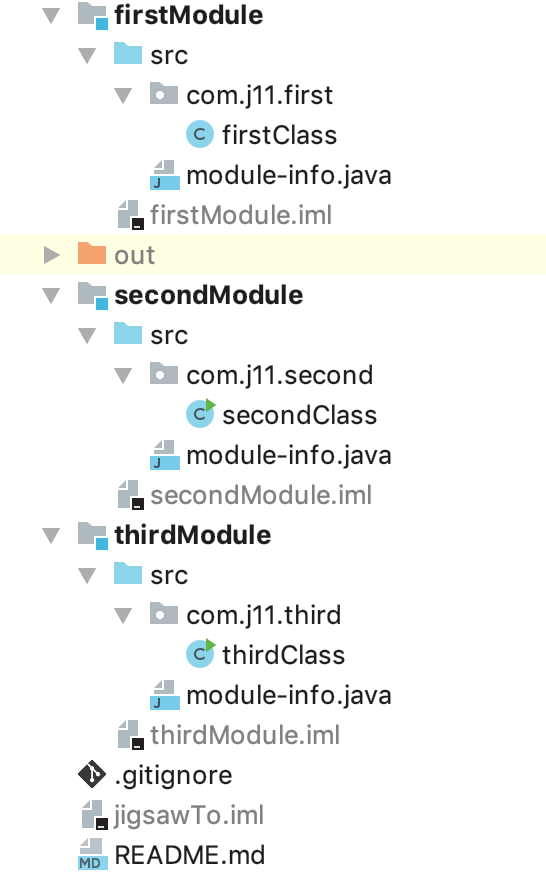 firstModule
src
com.j11.first
C firstClass
J module-info.java
firstModule.iml
out
secondModule
src
com.j11.second
C secondClass
J module-info.java
secondModule.iml
thirdModule
src
com.j11.third
C thirdClass
J module-info.java
thirdModule.iml
.gitignore
jigsawTo.iml
MD README.md